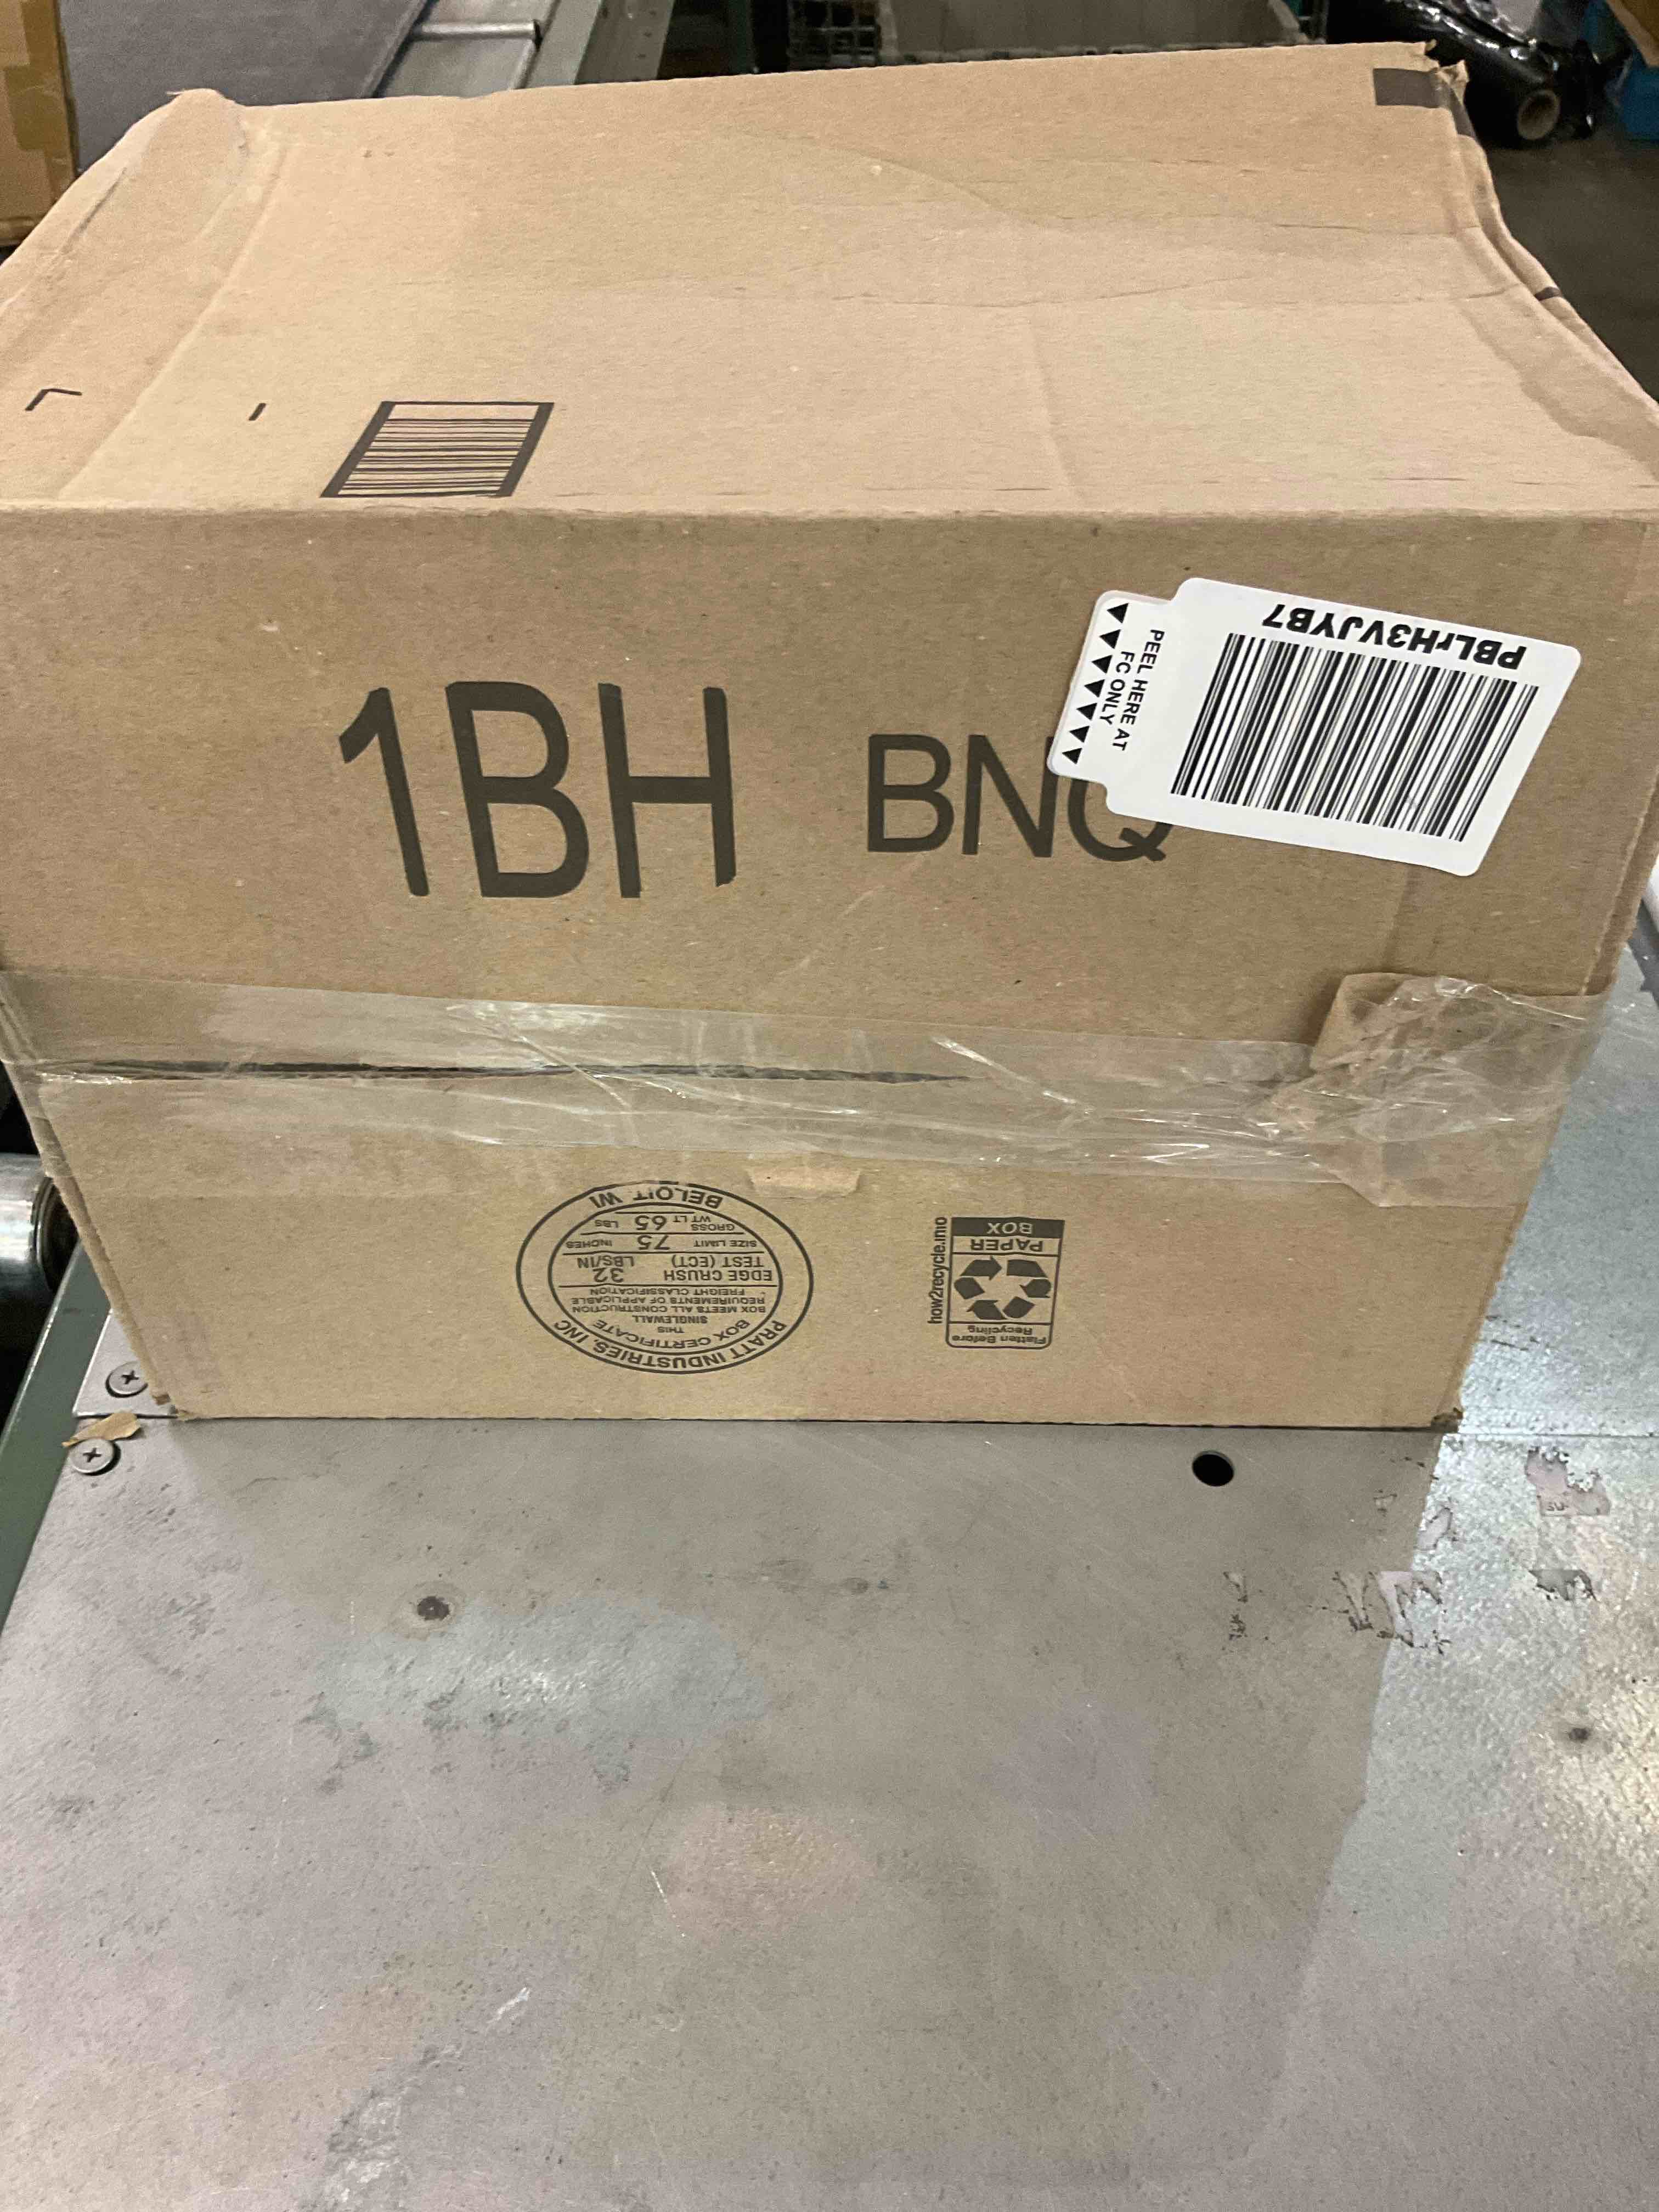 PBLrH3VJYB7
PEEL HERE AT
FC ONLY
1BH BNQ
PRATT INDUSTRIES, INC
BOX CERTIFICATE
THIS
SINGLEWALL
BOX MEETS ALL CONSTRUCTION
REQUIREMENTS OF APPLICABLE
FREIGHT CLASSIFICATION
EDGE CRUSH
TEST (ECT) 32 LBS/IN
SIZE LIMIT 75 INCHES
GROSS
WT LT 65 LBS
BELOIT WI
Flatten Before
Recycling
PAPER
BOX
how2recycle.info